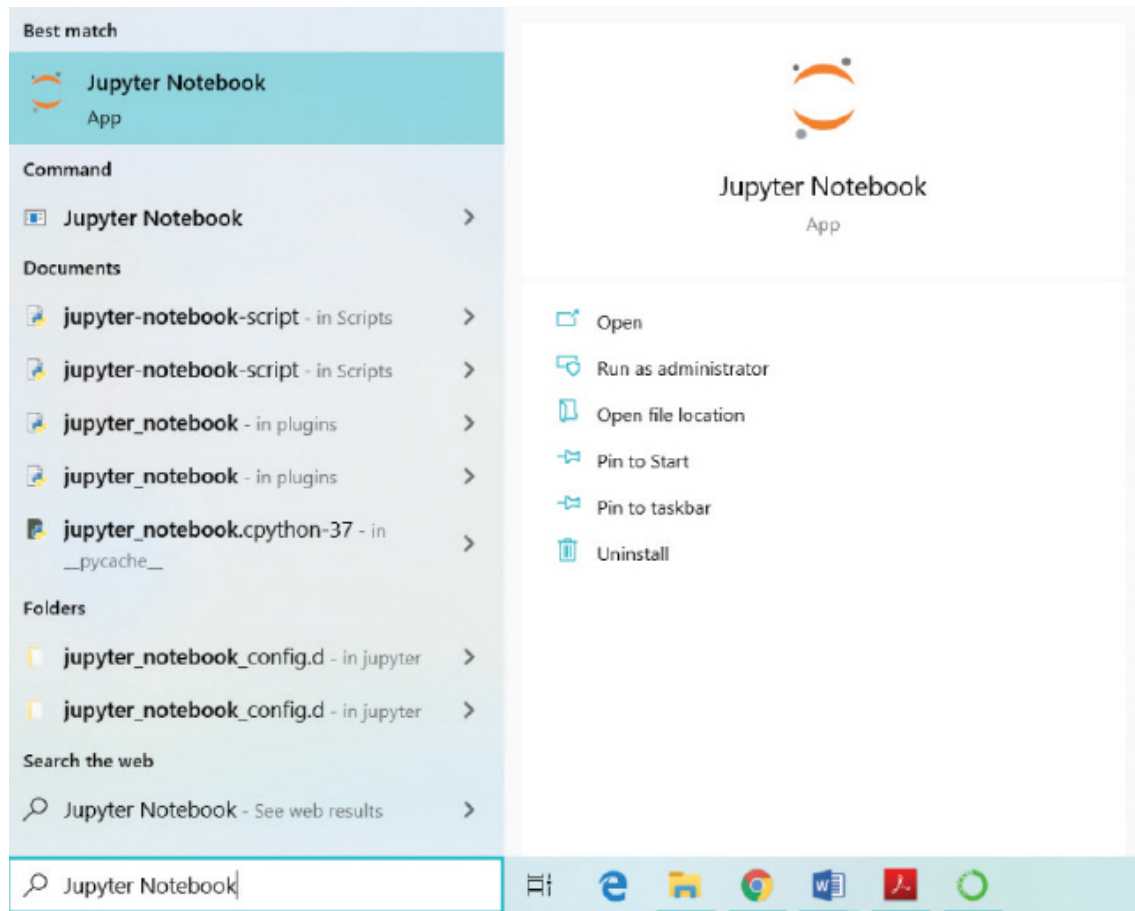 Best match
Jupyter Notebook
App
Command
Jupyter Notebook
Documents
jupyter-notebook-script - in Scripts
jupyter-notebook-script - in Scripts
jupyter_notebook - in plugins
jupyter_notebook - in plugins
jupyter_notebook.cpython-37 - in
__pycache__
Folders
jupyter_notebook_config.d - in jupyter
jupyter_notebook_config.d - in jupyter
Search the web
Jupyter Notebook - See web results
Jupyter Notebook
Jupyter Notebook
App
Open
Run as administrator
Open file location
Pin to Start
Pin to taskbar
Uninstall